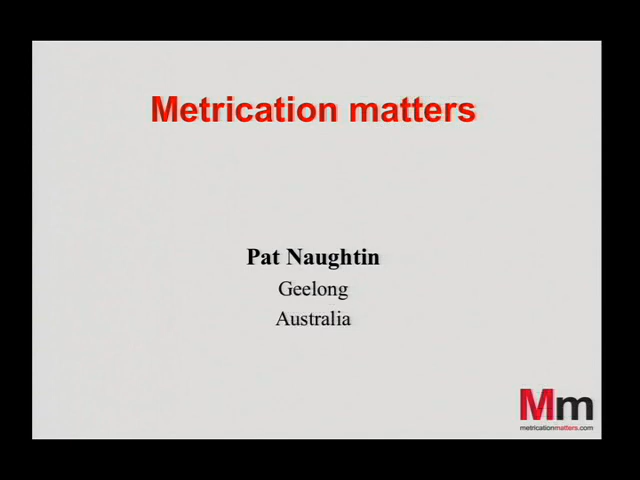 Metrication matters
Pat Naughtin
Geelong
Australia
Mm
metricationmatters.com